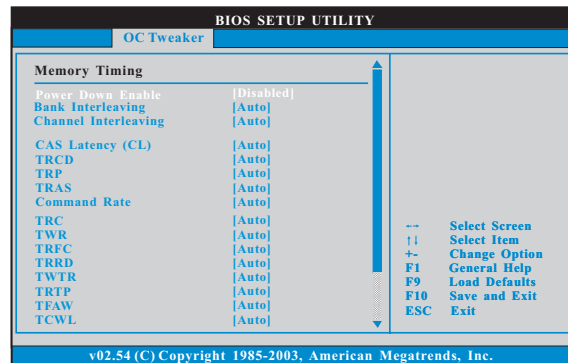 BIOS SETUP UTILITY
OC Tweaker
Memory Timing
Power Down Enable [Disabled]
Bank Interleaving [Auto]
Channel Interleaving [Auto]
CAS Latency (CL) [Auto]
TRCD [Auto]
TRP [Auto]
TRAS [Auto]
Command Rate [Auto]
TRC [Auto]
TWR [Auto]
TRFC [Auto]
TRRD [Auto]
TWTR [Auto]
TRTP [Auto]
TFAW [Auto]
TCWL [Auto]
←→ Select Screen
↑↓ Select Item
+- Change Option
F1 General Help
F9 Load Defaults
F10 Save and Exit
ESC Exit
v02.54 (C) Copyright 1985-2003, American Megatrends, Inc.